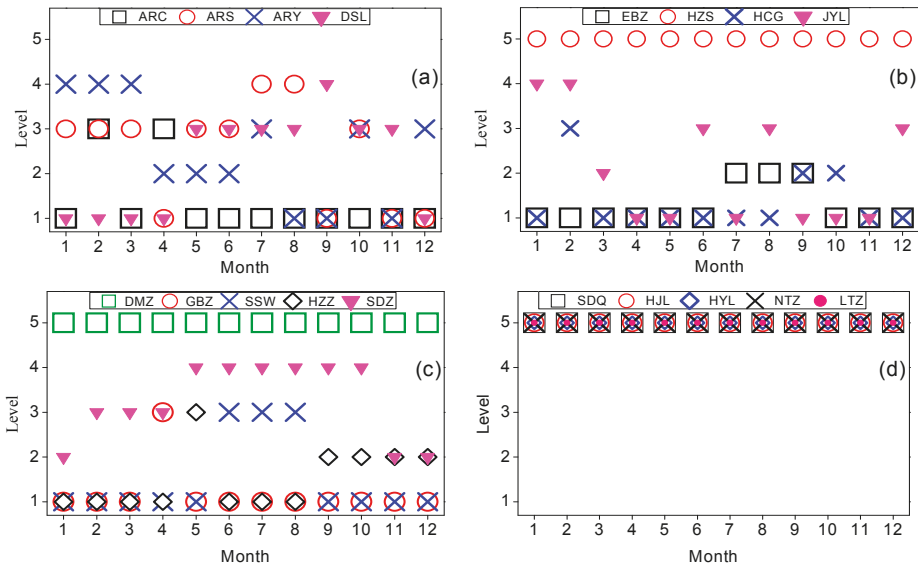 ARC ARS ARY DSL
(a)
Level
5
4
3
2
1
1 2 3 4 5 6 7 8 9 10 11 12
Month
EBZ HZS HCG JYL
(b)
Level
5
4
3
2
1
1 2 3 4 5 6 7 8 9 10 11 12
Month
DMZ GBZ SSW HZZ SDZ
(c)
Level
5
4
3
2
1
1 2 3 4 5 6 7 8 9 10 11 12
Month
SDQ HJL HYL NTZ LTZ
(d)
Level
5
4
3
2
1
1 2 3 4 5 6 7 8 9 10 11 12
Month